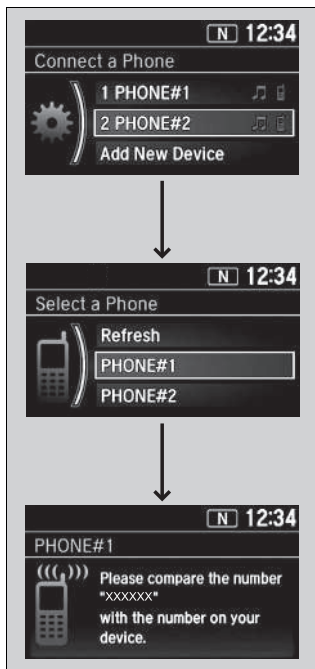 N 12:34
Connect a Phone
1 PHONE#1
2 PHONE#2
Add New Device
N 12:34
Select a Phone
Refresh
PHONE#1
PHONE#2
N 12:34
PHONE#1
Please compare the number
"XXXXXX"
with the number on your
device.